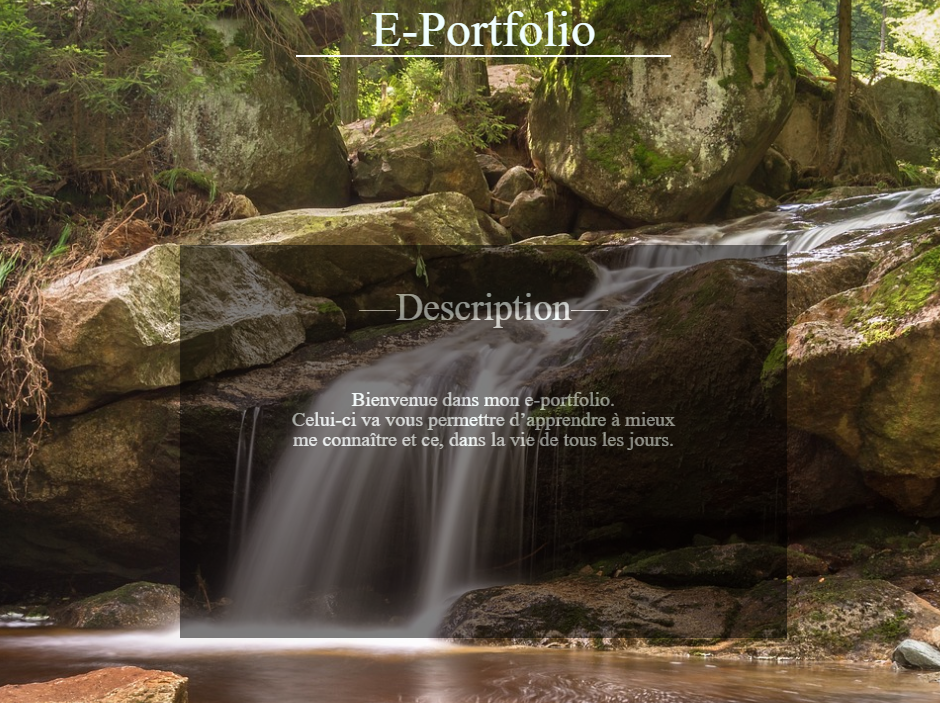 E-Portfolio
Description
Bienvenue dans mon e-portfolio.
Celui-ci va vous permettre d’apprendre à mieux
me connaître et ce, dans la vie de tous les jours.